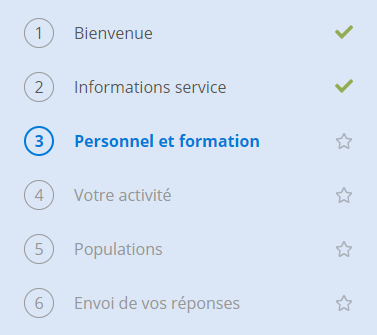 1 Bienvenue
2 Informations service
3 Personnel et formation
4 Votre activité
5 Populations
6 Envoi de vos réponses